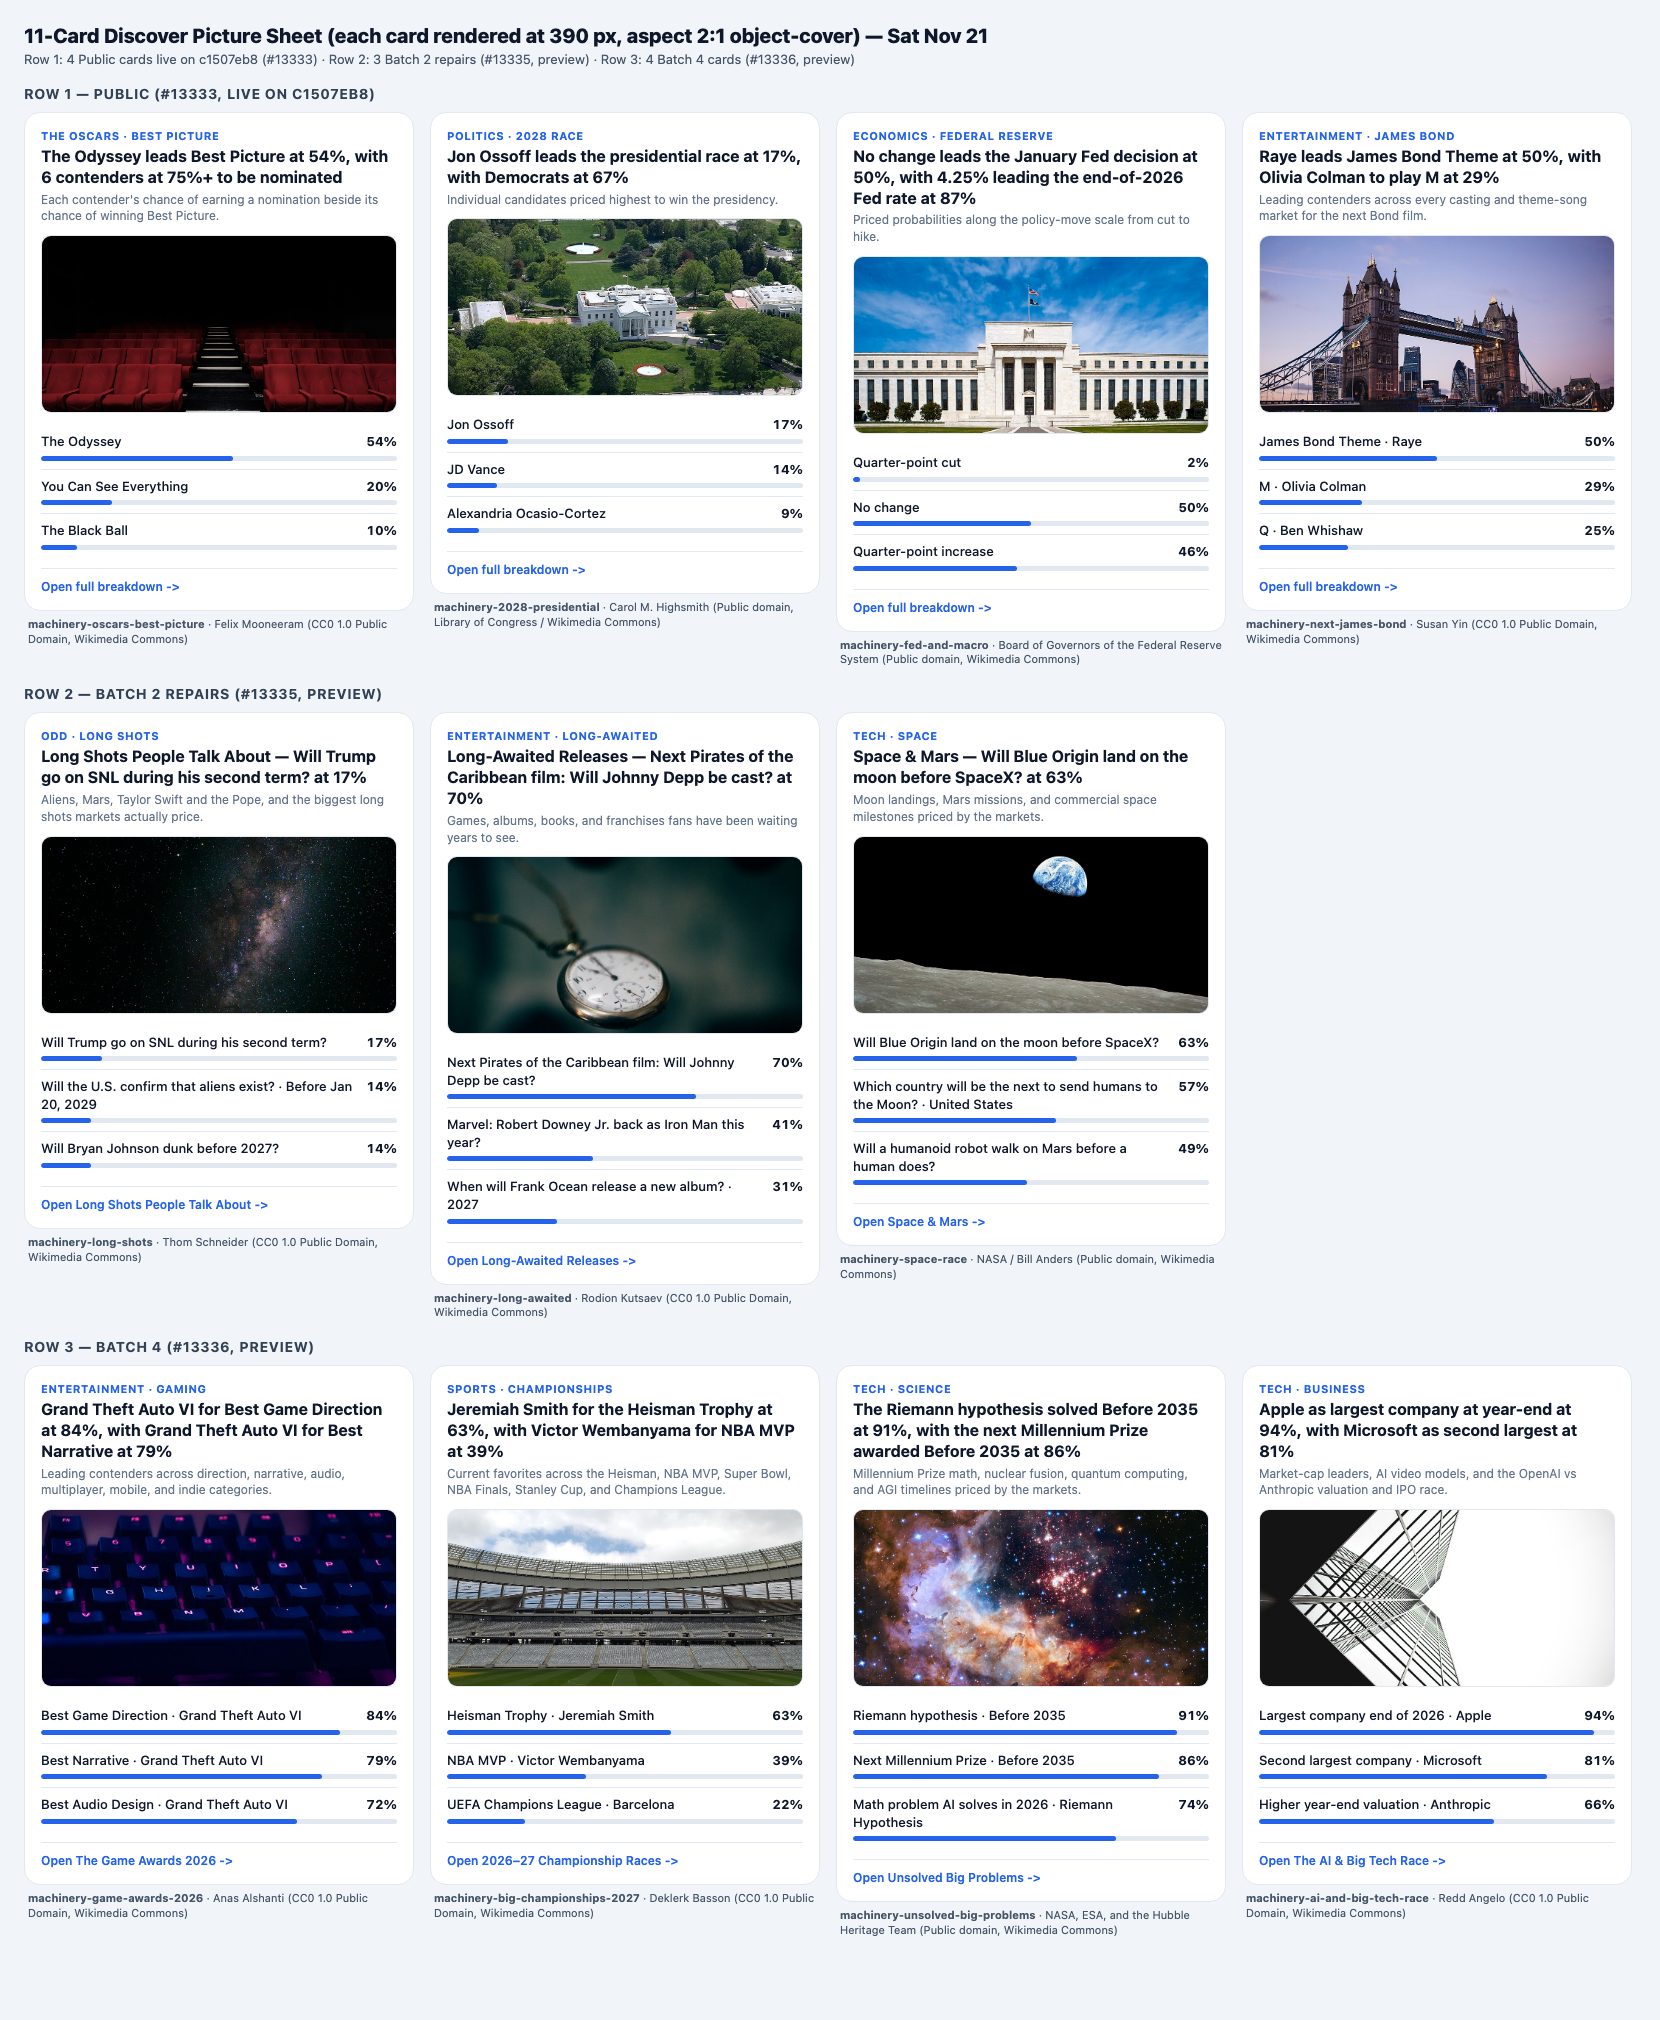 11-Card Discover Picture Sheet (each card rendered at 390 px, aspect 2:1 object-cover) — Sat Nov 21
Row 1: 4 Public cards live on c1507eb8 (#13333) · Row 2: 3 Batch 2 repairs (#13335, preview) · Row 3: 4 Batch 4 cards (#13336, preview)
ROW 1 — PUBLIC (#13333, LIVE ON C1507EB8)
THE OSCARS · BEST PICTURE
The Odyssey leads Best Picture at 54%, with
6 contenders at 75%+ to be nominated
Each contender's chance of earning a nomination beside its
chance of winning Best Picture.
The Odyssey 54%
You Can See Everything 20%
The Black Ball 10%
Open full breakdown ->
machinery-oscars-best-picture · Felix Mooneeram (CC0 1.0 Public
Domain, Wikimedia Commons)
POLITICS · 2028 RACE
Jon Ossoff leads the presidential race at 17%,
with Democrats at 67%
Individual candidates priced highest to win the presidency.
Jon Ossoff 17%
JD Vance 14%
Alexandria Ocasio-Cortez 9%
Open full breakdown ->
machinery-2028-presidential · Carol M. Highsmith (Public domain,
Library of Congress / Wikimedia Commons)
ECONOMICS · FEDERAL RESERVE
No change leads the January Fed decision at
50%, with 4.25% leading the end-of-2026
Fed rate at 87%
Priced probabilities along the policy-move scale from cut to
hike.
Quarter-point cut 2%
No change 50%
Quarter-point increase 46%
Open full breakdown ->
machinery-fed-and-macro · Board of Governors of the Federal Reserve
System (Public domain, Wikimedia Commons)
ENTERTAINMENT · JAMES BOND
Raye leads James Bond Theme at 50%, with
Olivia Colman to play M at 29%
Leading contenders across every casting and theme-song
market for the next Bond film.
James Bond Theme · Raye 50%
M · Olivia Colman 29%
Q · Ben Whishaw 25%
Open full breakdown ->
machinery-next-james-bond · Susan Yin (CC0 1.0 Public Domain,
Wikimedia Commons)
ROW 2 — BATCH 2 REPAIRS (#13335, PREVIEW)
ODD · LONG SHOTS
Long Shots People Talk About — Will Trump
go on SNL during his second term? at 17%
Aliens, Mars, Taylor Swift and the Pope, and the biggest long
shots markets actually price.
Will Trump go on SNL during his second term? 17%
Will the U.S. confirm that aliens exist? · Before Jan 14%
20, 2029
Will Bryan Johnson dunk before 2027? 14%
Open Long Shots People Talk About ->
machinery-long-shots · Thom Schneider (CC0 1.0 Public Domain,
Wikimedia Commons)
ENTERTAINMENT · LONG-AWAITED
Long-Awaited Releases — Next Pirates of the
Caribbean film: Will Johnny Depp be cast? at
70%
Games, albums, books, and franchises fans have been waiting
years to see.
Next Pirates of the Caribbean film: Will Johnny 70%
Depp be cast?
Marvel: Robert Downey Jr. back as Iron Man this 41%
year?
When will Frank Ocean release a new album? · 31%
2027
Open Long-Awaited Releases ->
machinery-long-awaited · Rodion Kutsaev (CC0 1.0 Public Domain,
Wikimedia Commons)
TECH · SPACE
Space & Mars — Will Blue Origin land on the
moon before SpaceX? at 63%
Moon landings, Mars missions, and commercial space
milestones priced by the markets.
Will Blue Origin land on the moon before SpaceX? 63%
Which country will be the next to send humans to 57%
the Moon? · United States
Will a humanoid robot walk on Mars before a 49%
human does?
Open Space & Mars ->
machinery-space-race · NASA / Bill Anders (Public domain, Wikimedia
Commons)
ROW 3 — BATCH 4 (#13336, PREVIEW)
ENTERTAINMENT · GAMING
Grand Theft Auto VI for Best Game Direction
at 84%, with Grand Theft Auto VI for Best
Narrative at 79%
Leading contenders across direction, narrative, audio,
multiplayer, mobile, and indie categories.
Best Game Direction · Grand Theft Auto VI 84%
Best Narrative · Grand Theft Auto VI 79%
Best Audio Design · Grand Theft Auto VI 72%
Open The Game Awards 2026 ->
machinery-game-awards-2026 · Anas Alshanti (CC0 1.0 Public
Domain, Wikimedia Commons)
SPORTS · CHAMPIONSHIPS
Jeremiah Smith for the Heisman Trophy at
63%, with Victor Wembanyama for NBA MVP
at 39%
Current favorites across the Heisman, NBA MVP, Super Bowl,
NBA Finals, Stanley Cup, and Champions League.
Heisman Trophy · Jeremiah Smith 63%
NBA MVP · Victor Wembanyama 39%
UEFA Champions League · Barcelona 22%
Open 2026–27 Championship Races ->
machinery-big-championships-2027 · Deklerk Basson (CC0 1.0 Public
Domain, Wikimedia Commons)
TECH · SCIENCE
The Riemann hypothesis solved Before 2035
at 91%, with the next Millennium Prize
awarded Before 2035 at 86%
Millennium Prize math, nuclear fusion, quantum computing,
and AGI timelines priced by the markets.
Riemann hypothesis · Before 2035 91%
Next Millennium Prize · Before 2035 86%
Math problem AI solves in 2026 · Riemann 74%
Hypothesis
Open Unsolved Big Problems ->
machinery-unsolved-big-problems · NASA, ESA, and the Hubble
Heritage Team (Public domain, Wikimedia Commons)
TECH · BUSINESS
Apple as largest company at year-end at
94%, with Microsoft as second largest at
81%
Market-cap leaders, AI video models, and the OpenAI vs
Anthropic valuation and IPO race.
Largest company end of 2026 · Apple 94%
Second largest company · Microsoft 81%
Higher year-end valuation · Anthropic 66%
Open The AI & Big Tech Race ->
machinery-ai-and-big-tech-race · Redd Angelo (CC0 1.0 Public
Domain, Wikimedia Commons)